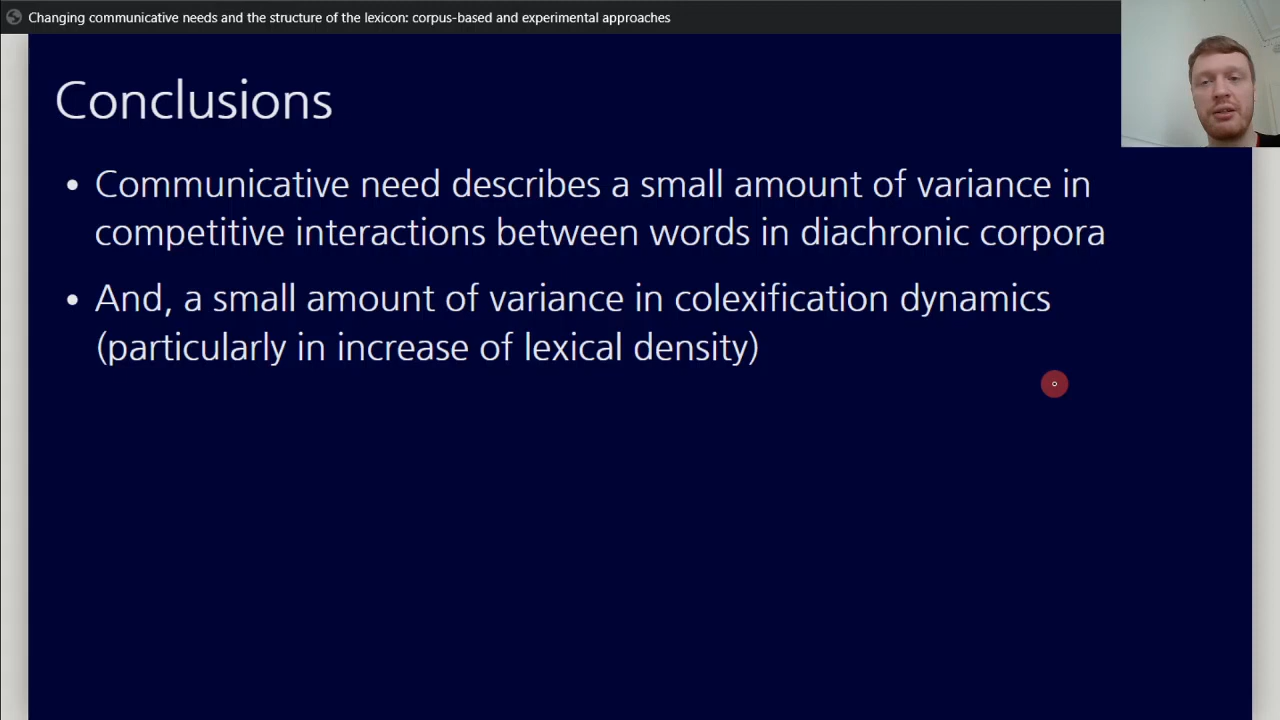 Changing communicative needs and the structure of the lexicon: corpus-based and experimental approaches
Conclusions
• Communicative need describes a small amount of variance in
competitive interactions between words in diachronic corpora
• And, a small amount of variance in colexification dynamics
(particularly in increase of lexical density)